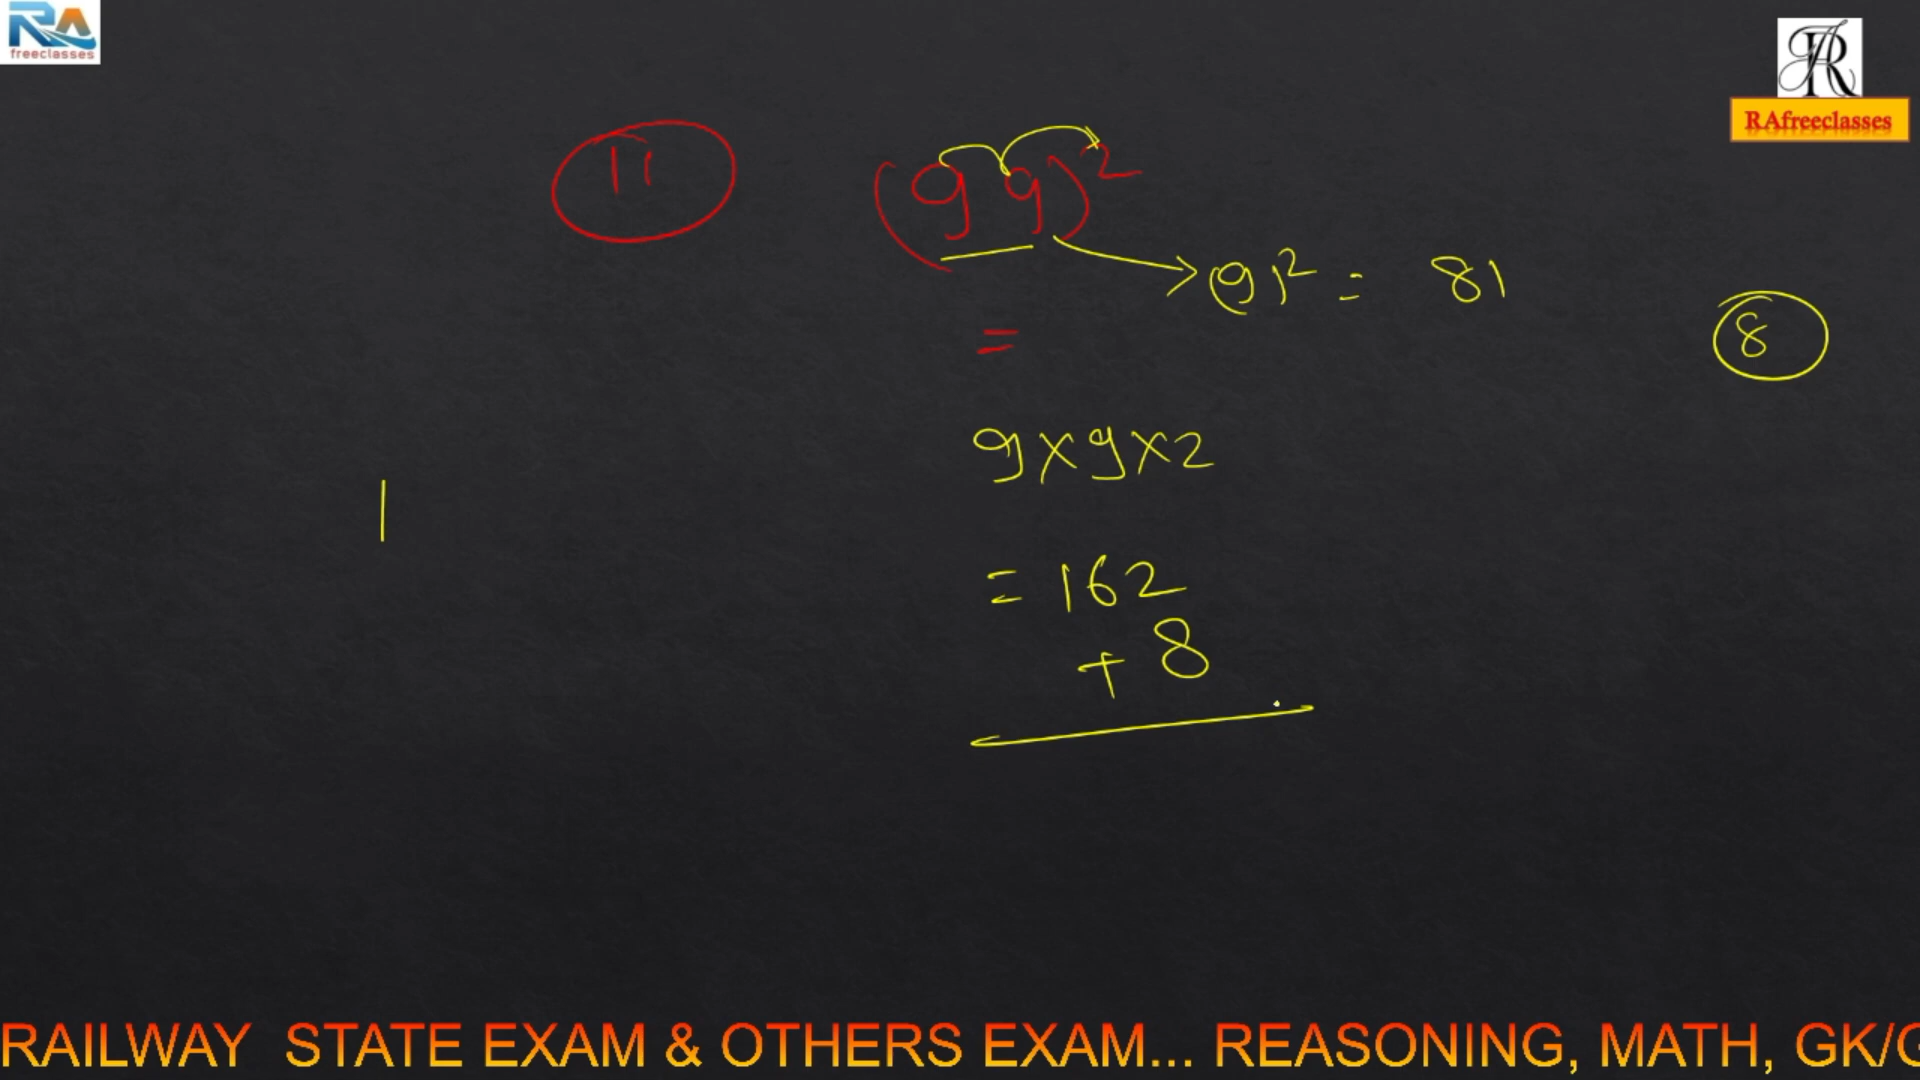 RA
freeclasses
AR
RAfreeclasses
11
(99)²
(9)² = 81
8
=
9×9×2
1
= 162
+ 8
RAILWAY STATE EXAM & OTHERS EXAM... REASONING, MATH, GK/G